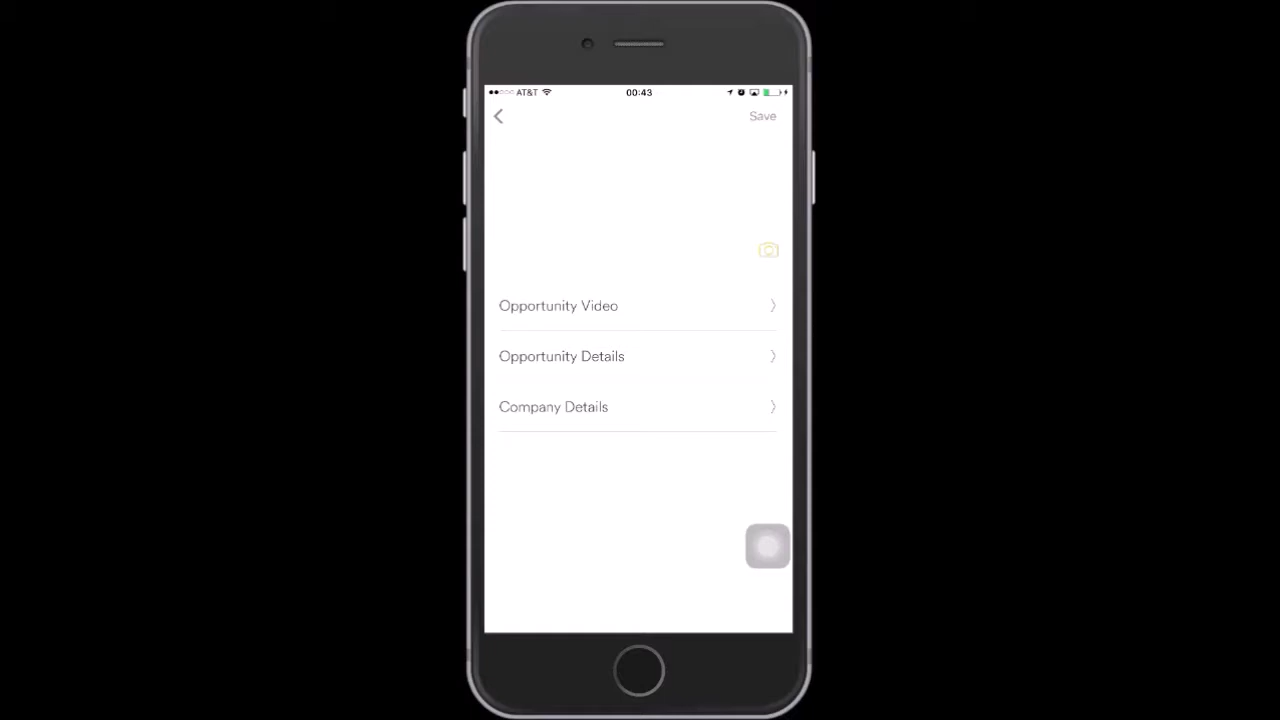 AT&T 00:43
Save
Opportunity Video
Opportunity Details
Company Details